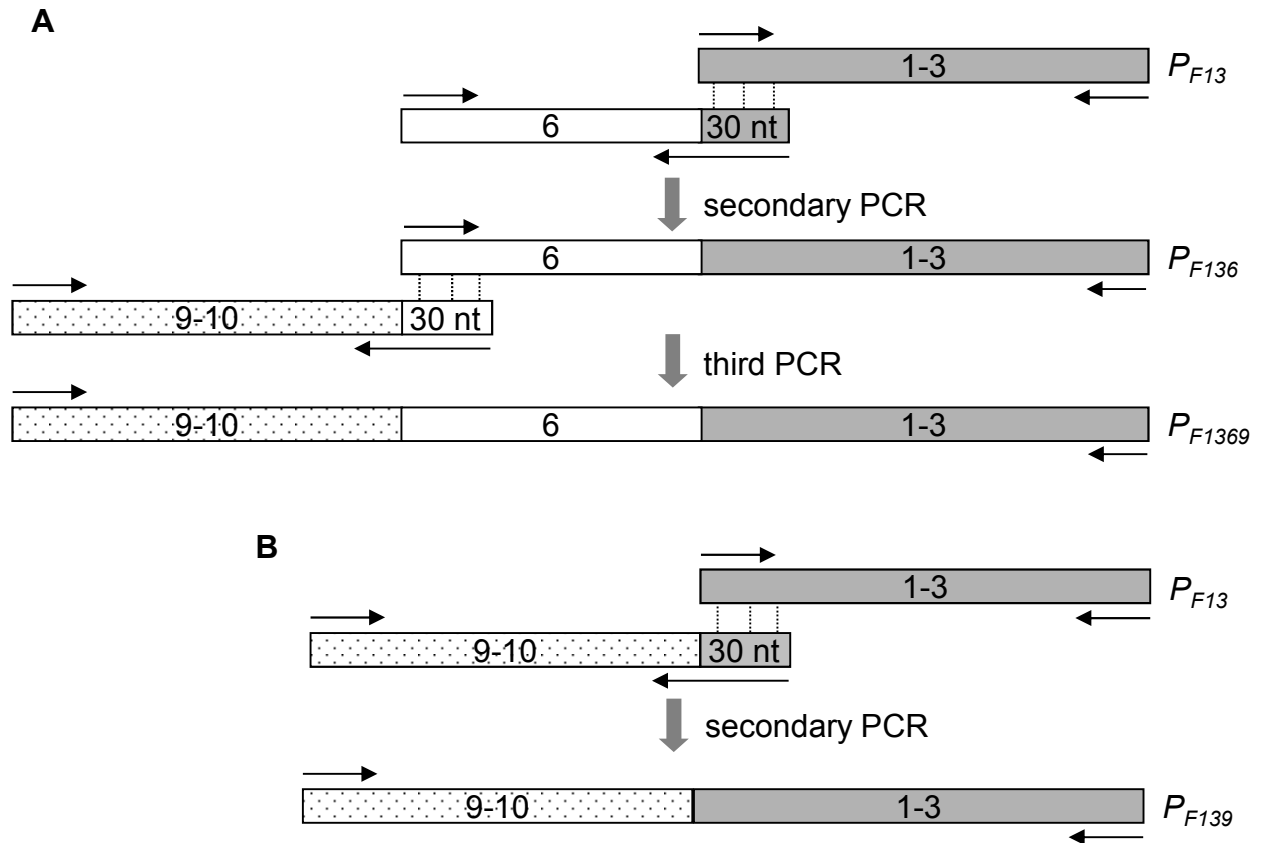 A
1-3 P_F13
6 30 nt
secondary PCR
6 1-3 P_F136
9-10 30 nt
third PCR
9-10 6 1-3 P_F1369
B
1-3 P_F13
9-10 30 nt
secondary PCR
9-10 1-3 P_F139